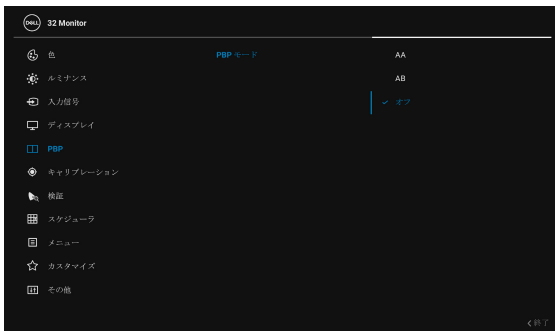 DELL 32 Monitor
色 PBP モード AA
ルミナンス AB
入力信号 オフ
ディスプレイ
PBP
キャリブレーション
検証
スケジューラ
メニュー
カスタマイズ
その他
終了